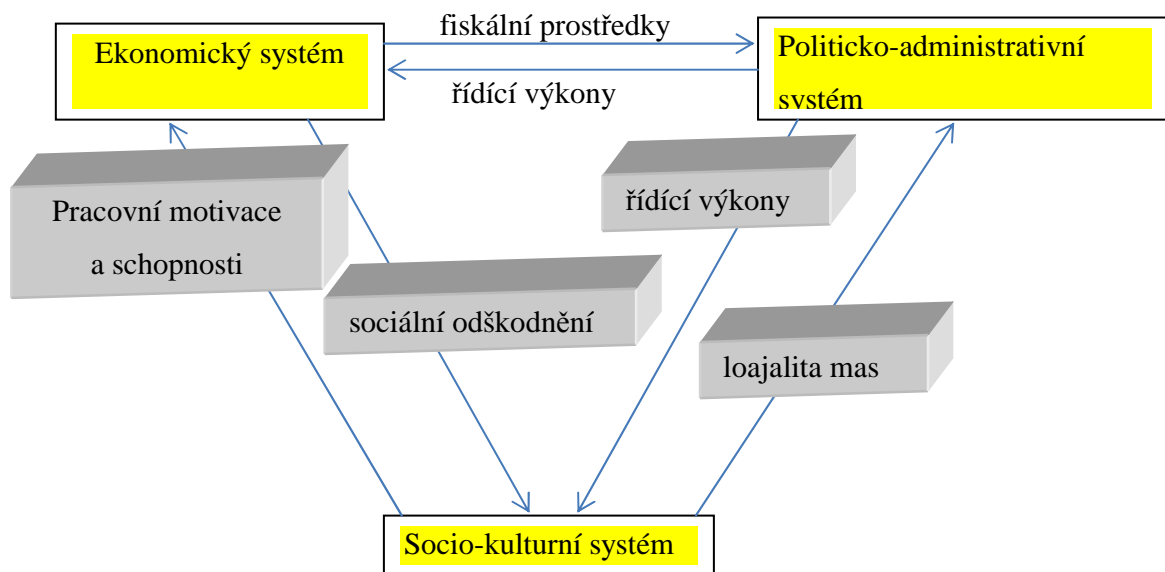 fiskální prostředky
Ekonomický systém
Politicko-administrativní
systém
řídící výkony
Pracovní motivace
a schopnosti
řídící výkony
sociální odškodnění
loajalita mas
Socio-kulturní systém